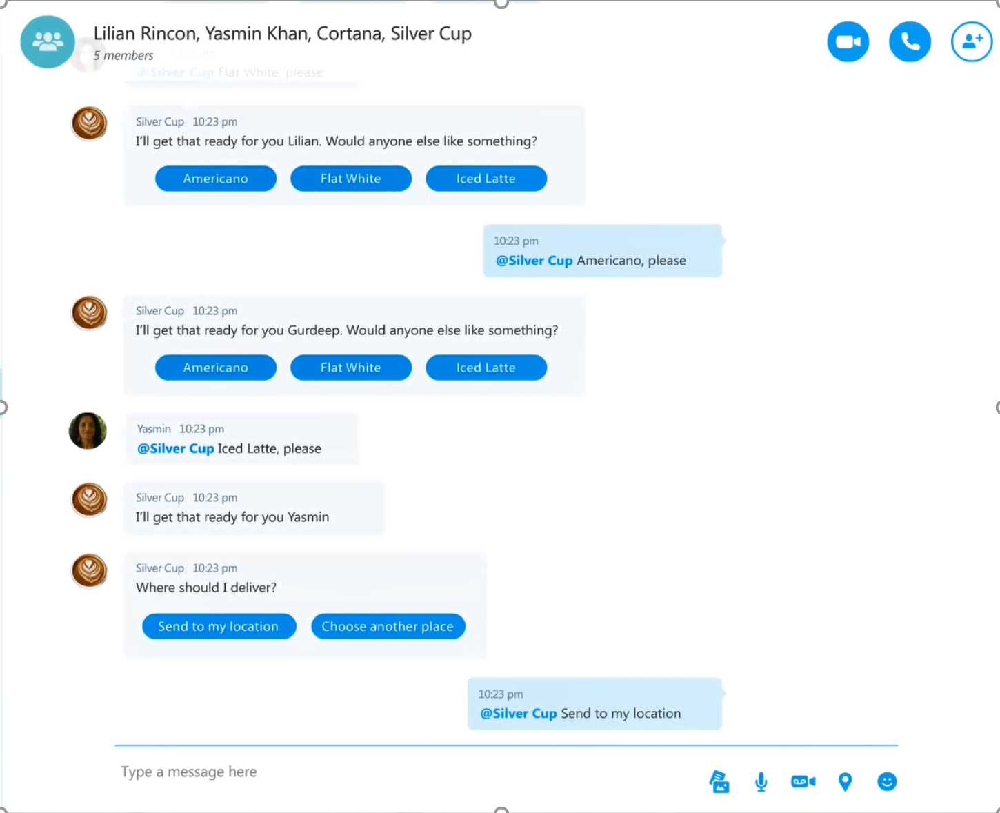 Lilian Rincon, Yasmin Khan, Cortana, Silver Cup
5 members
@Silver Cup Flat White, please
Silver Cup 10:23 pm
I'll get that ready for you Lilian. Would anyone else like something?
Americano Flat White Iced Latte
10:23 pm
@Silver Cup Americano, please
Silver Cup 10:23 pm
I'll get that ready for you Gurdeep. Would anyone else like something?
Americano Flat White Iced Latte
Yasmin 10:23 pm
@Silver Cup Iced Latte, please
Silver Cup 10:23 pm
I'll get that ready for you Yasmin
Silver Cup 10:23 pm
Where should I deliver?
Send to my location Choose another place
10:23 pm
@Silver Cup Send to my location
Type a message here